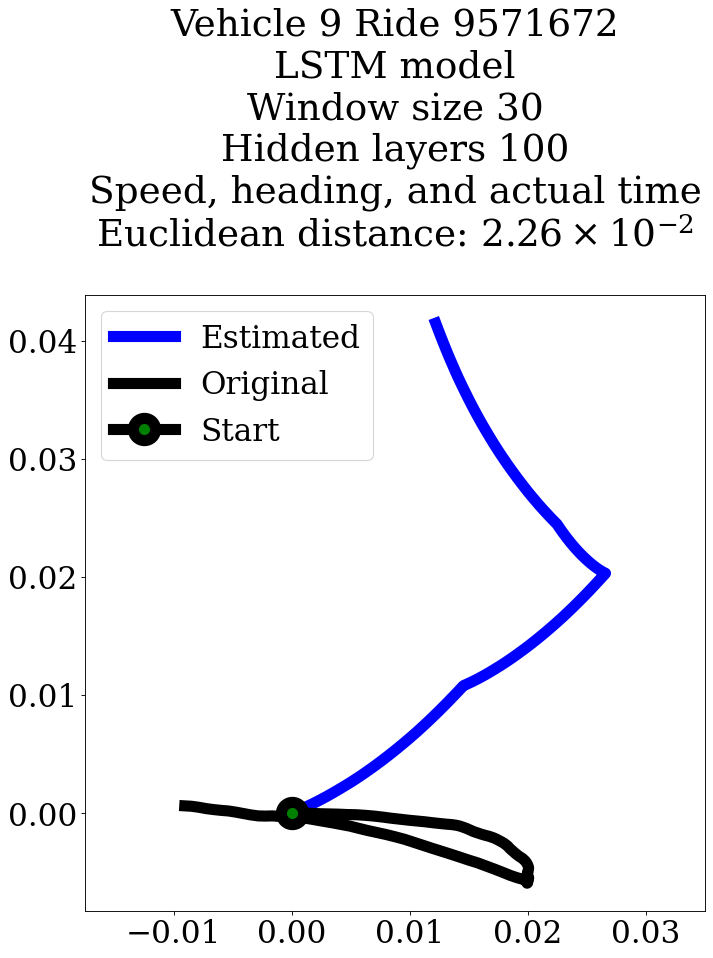 Vehicle 9 Ride 9571672
LSTM model
Window size 30
Hidden layers 100
Speed, heading, and actual time
Euclidean distance: 2.26 × 10⁻²
Estimated
Original
Start
0.04
0.03
0.02
0.01
0.00
−0.01 0.00 0.01 0.02 0.03